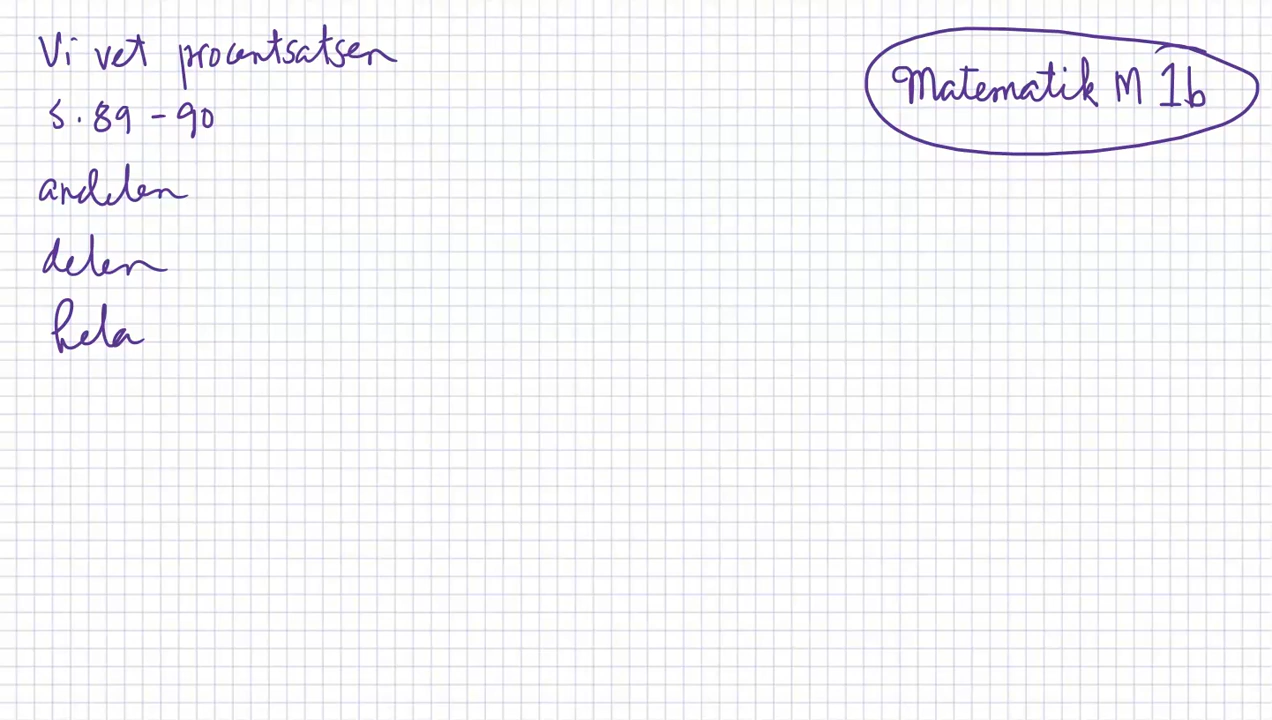 Vi vet procentsatsen
s. 89 - 90
andelen
delen
hela
Matematik M 1b